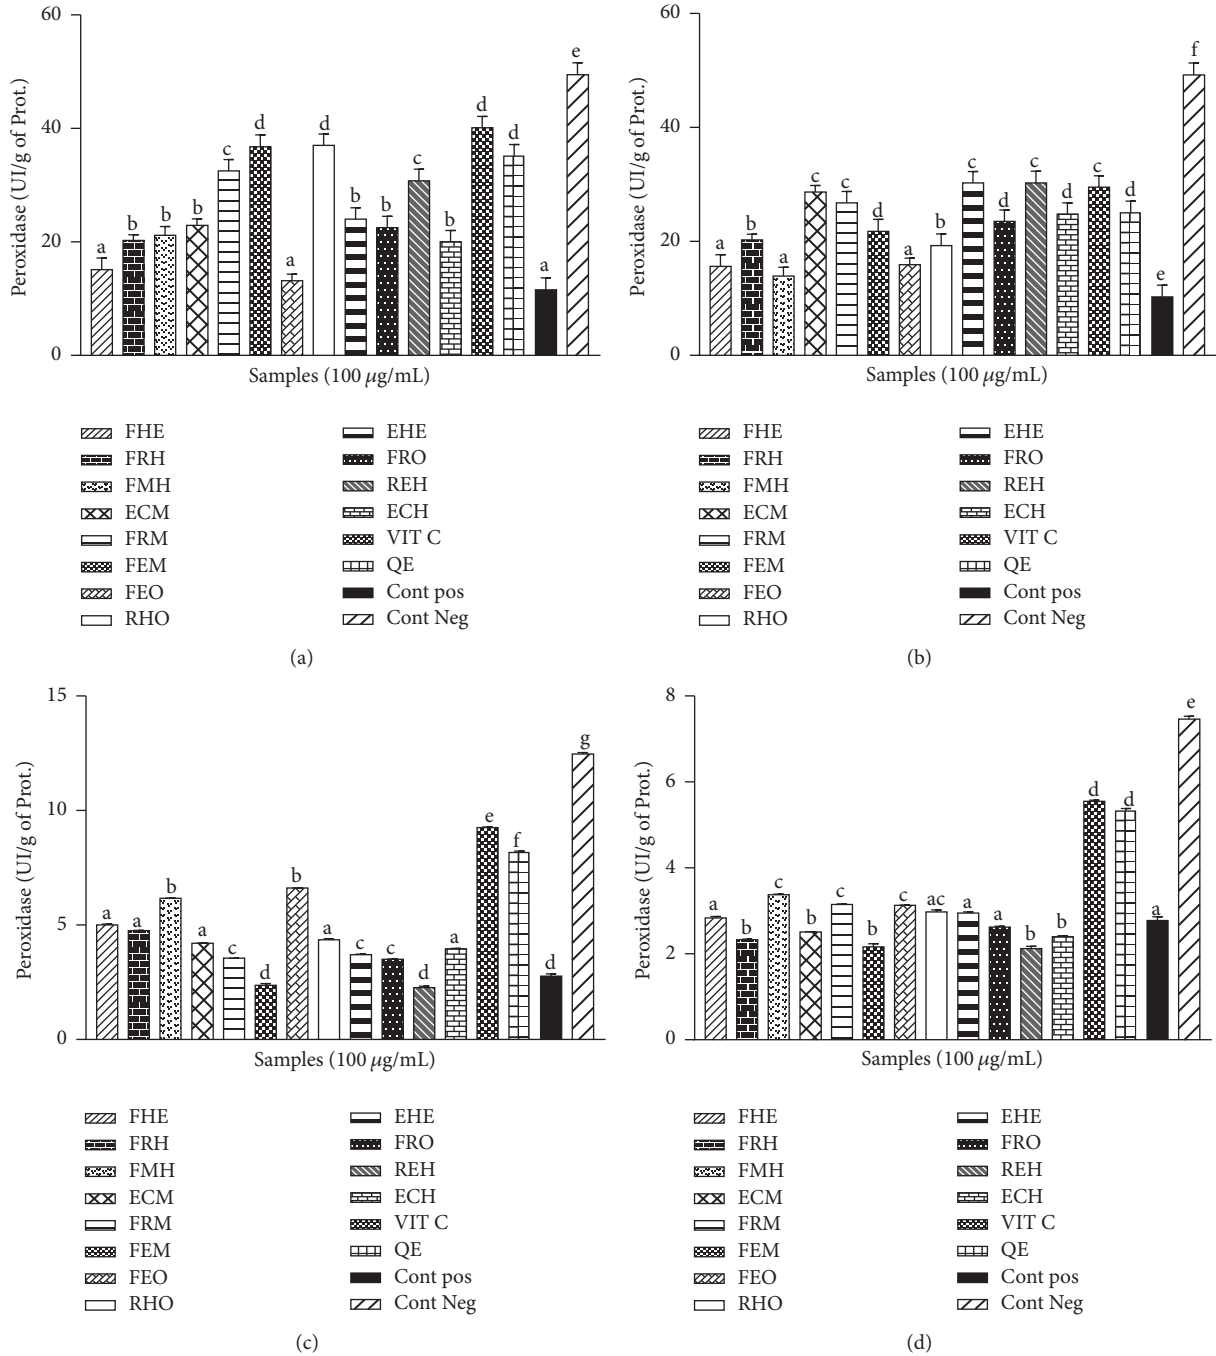 60
40
20
0
Peroxidase (UI/g of Prot.)
a b b b c d a d b b c b d d a e
Samples (100 μg/mL)
FHE
FRH
FMH
ECM
FRM
FEM
FEO
RHO
EHE
FRO
REH
ECH
VIT C
QE
Cont pos
Cont Neg
(a)
60
40
20
0
Peroxidase (UI/g of Prot.)
a b a c c d a b c d c d c d e f
Samples (100 μg/mL)
FHE
FRH
FMH
ECM
FRM
FEM
FEO
RHO
EHE
FRO
REH
ECH
VIT C
QE
Cont pos
Cont Neg
(b)
15
10
5
0
Peroxidase (UI/g of Prot.)
a a b a c d b a c c d a e f d g
Samples (100 μg/mL)
FHE
FRH
FMH
ECM
FRM
FEM
FEO
RHO
EHE
FRO
REH
ECH
VIT C
QE
Cont pos
Cont Neg
(c)
8
6
4
2
0
Peroxidase (UI/g of Prot.)
a b c b c b c ac a a b b d d a e
Samples (100 μg/mL)
FHE
FRH
FMH
ECM
FRM
FEM
FEO
RHO
EHE
FRO
REH
ECH
VIT C
QE
Cont pos
Cont Neg
(d)